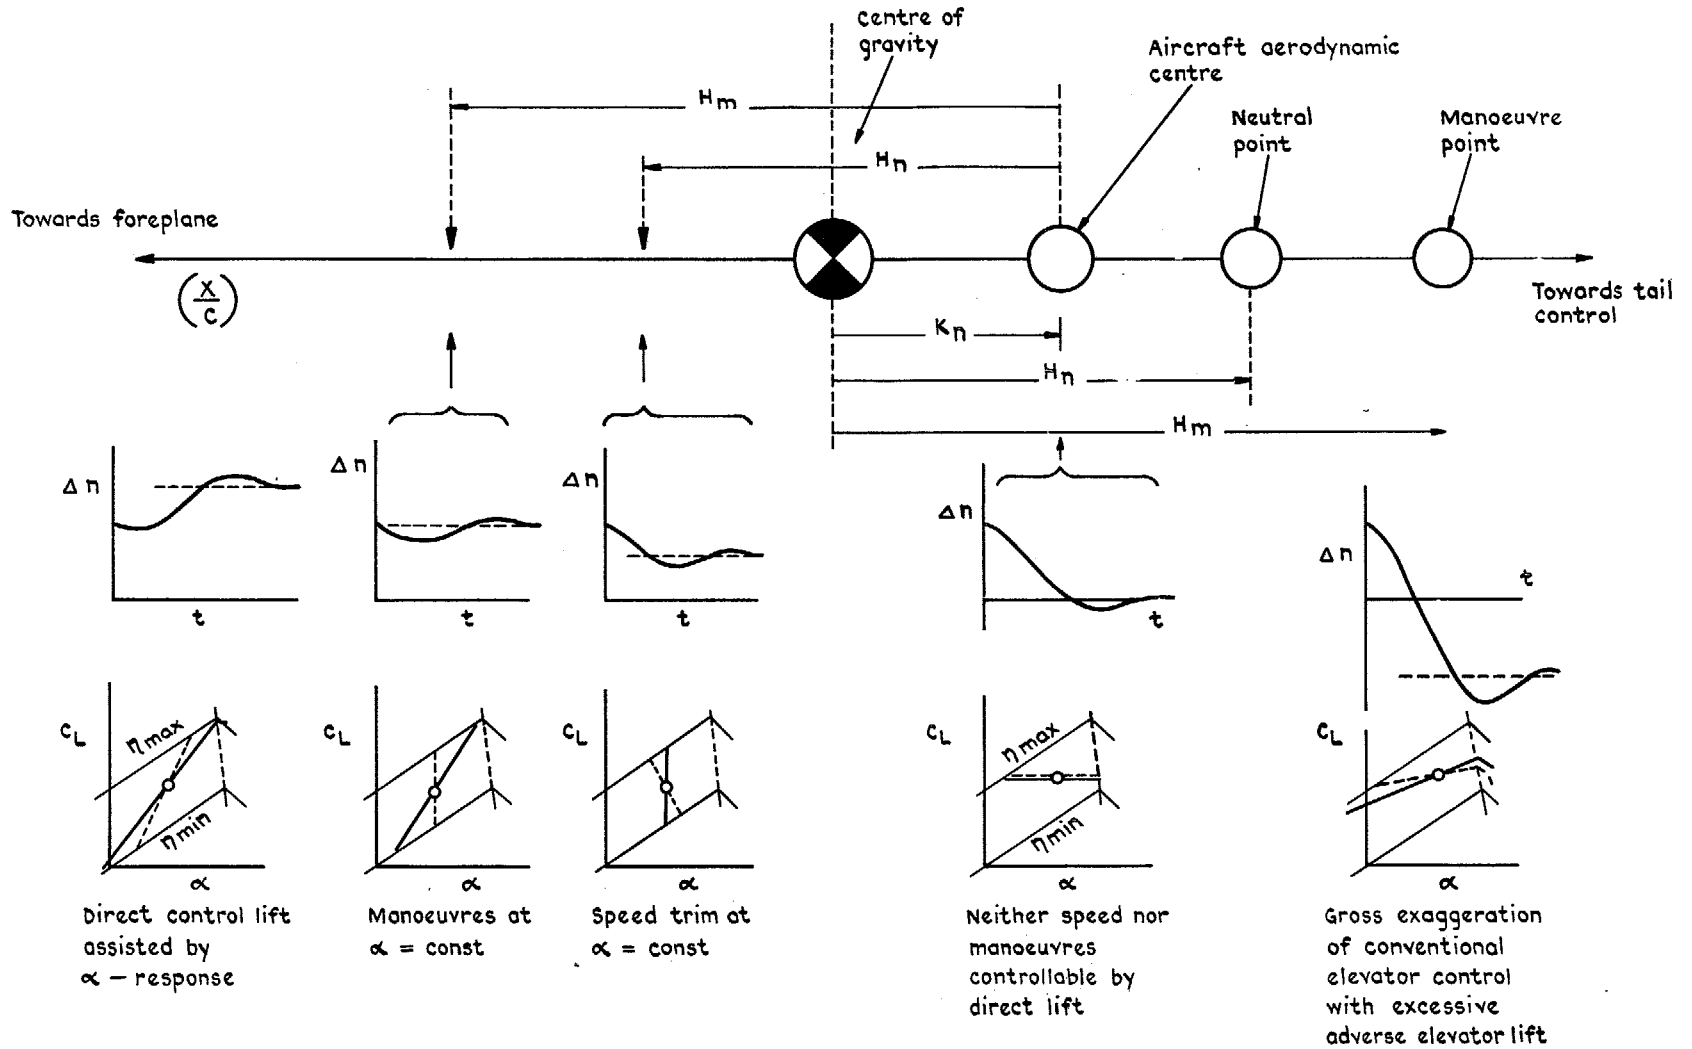 Centre of
gravity
Aircraft aerodynamic
centre
Hm
Neutral
point
Manoeuvre
point
Hn
Towards foreplane
(x/c)
Towards tail
control
Kn
Hn
Hm
Δn
t
Δn
t
Δn
t
Δn
t
Δn
t
CL
ηmax
ηmin
α
CL
α
CL
α
CL
ηmax
ηmin
α
CL
α
Direct control lift
assisted by
α – response
Manoeuvres at
α = const
Speed trim at
α = const
Neither speed nor
manoeuvres
controllable by
direct lift
Gross exaggeration
of conventional
elevator control
with excessive
adverse elevator lift